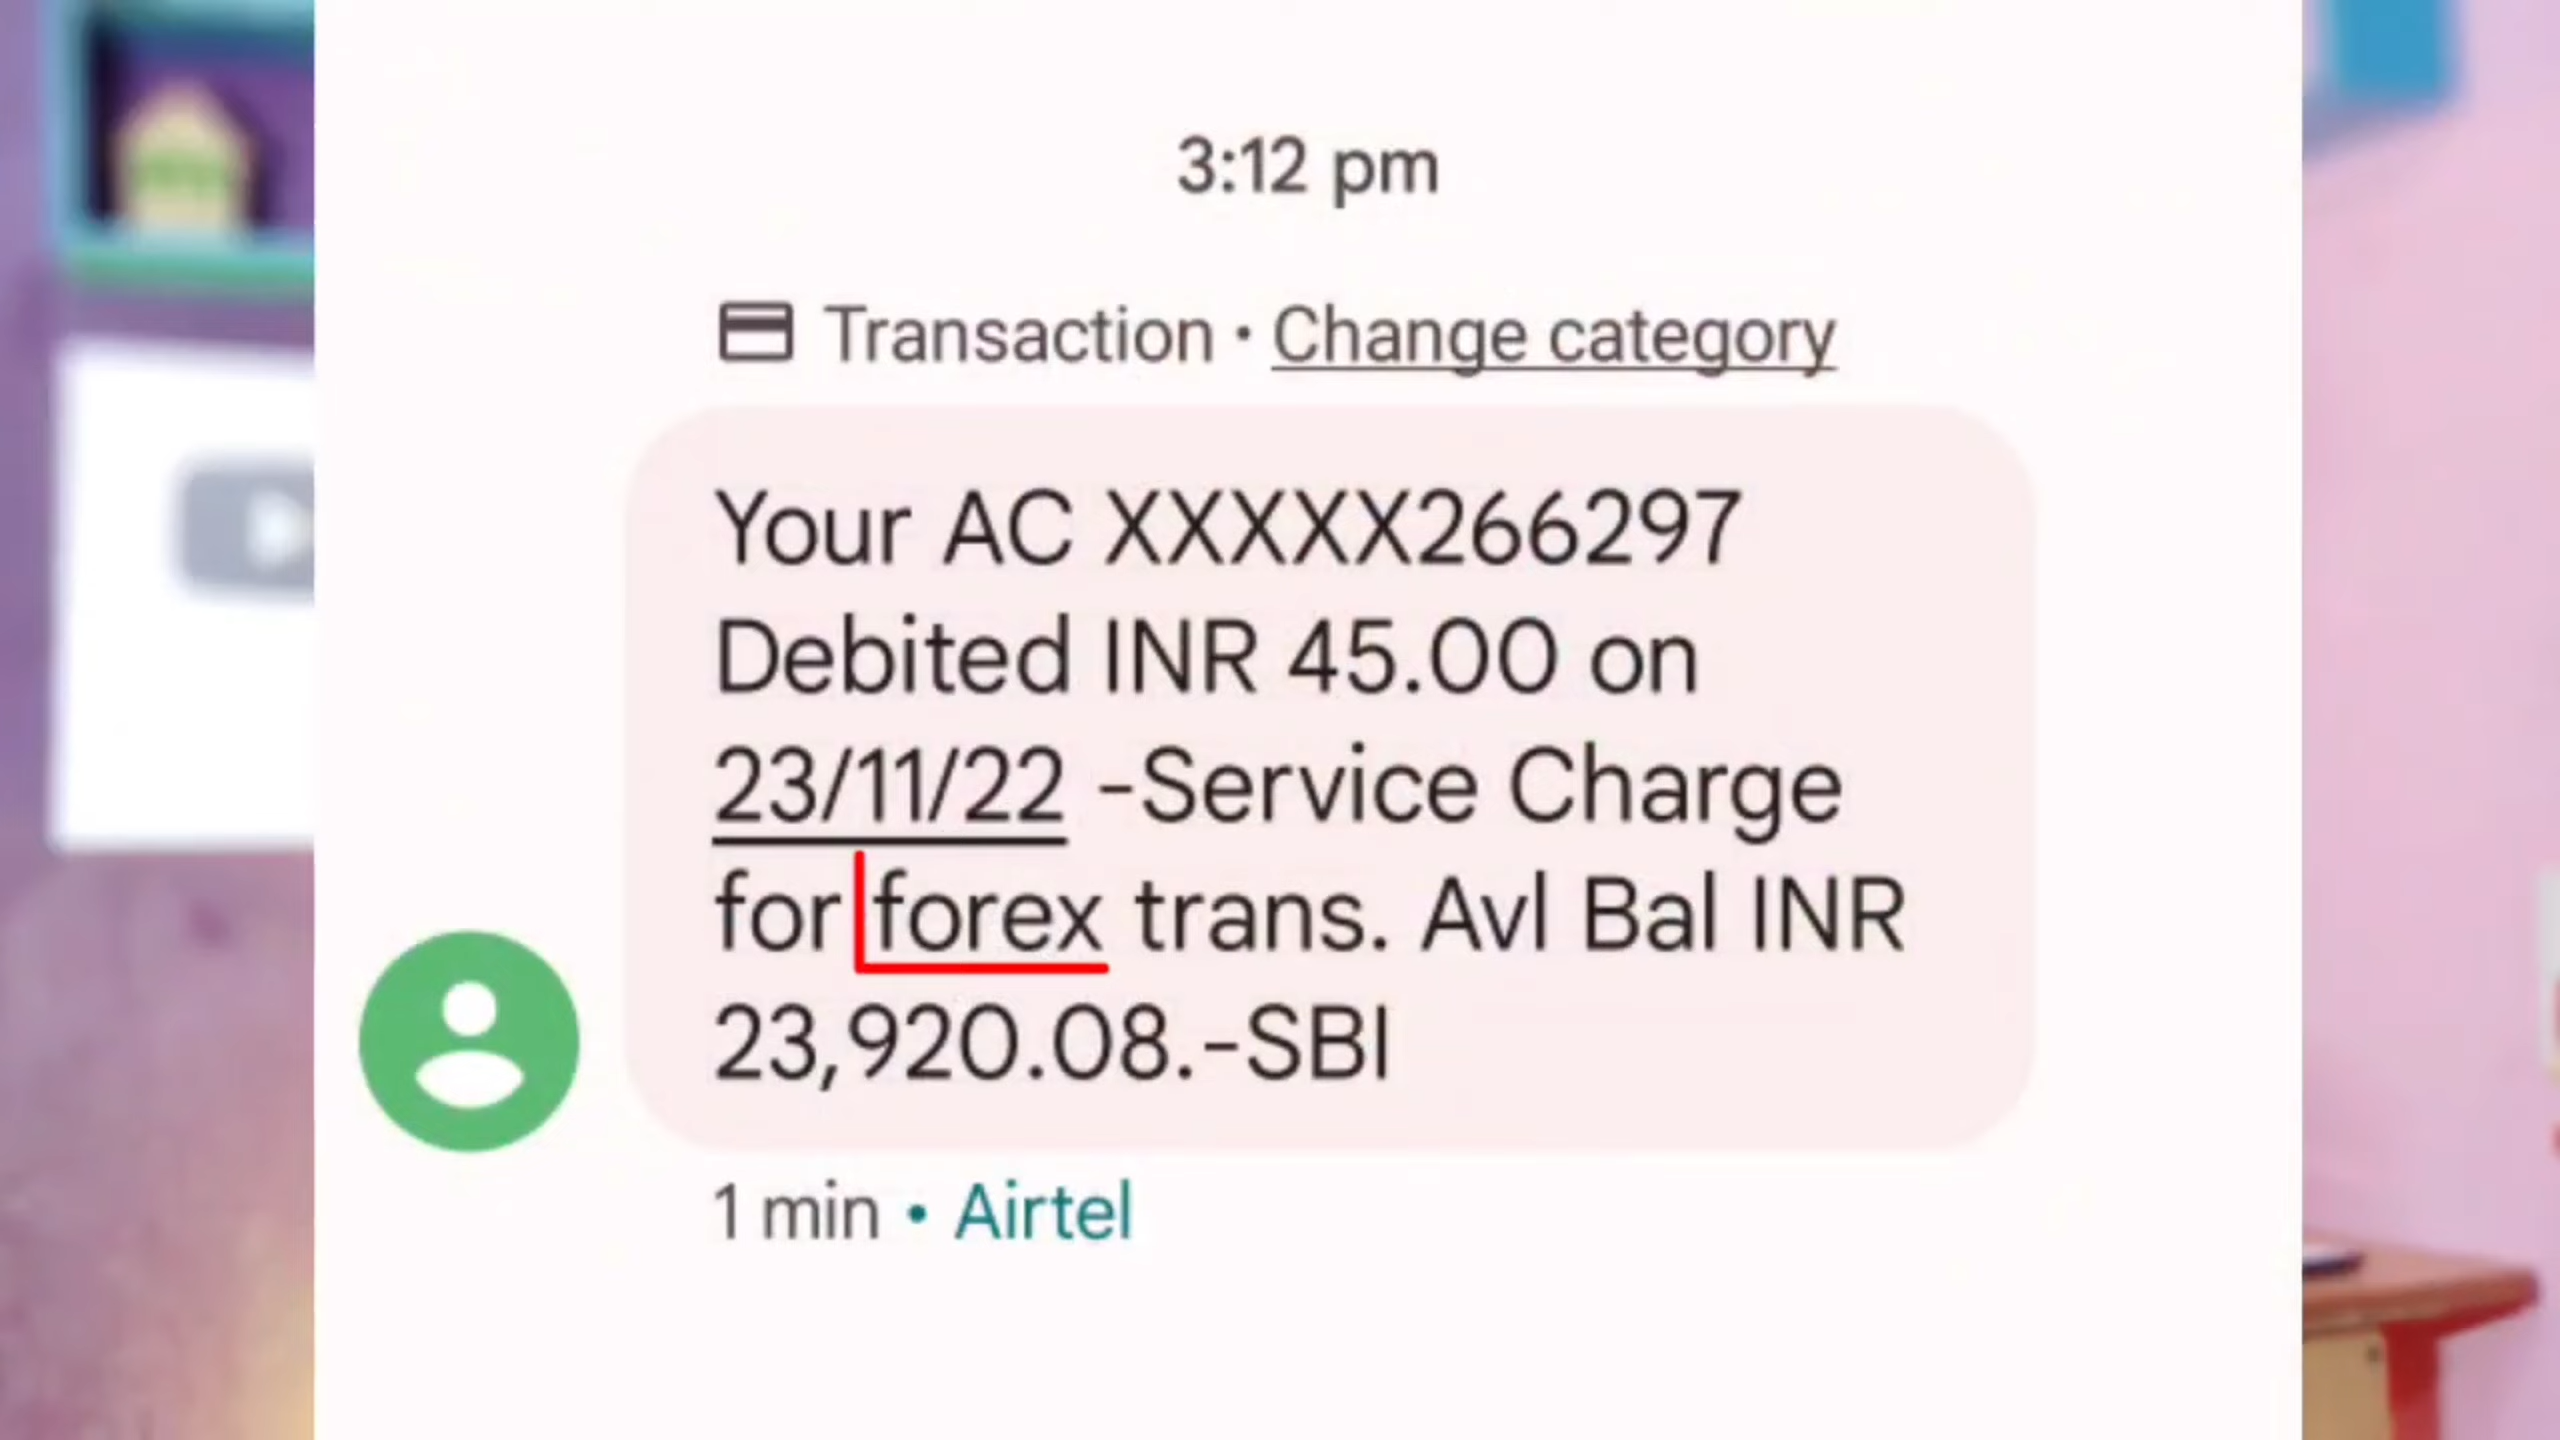 3:12 pm
Transaction • Change category
Your AC XXXXX266297
Debited INR 45.00 on
23/11/22 -Service Charge
for forex trans. Avl Bal INR
23,920.08.-SBI
1 min • Airtel